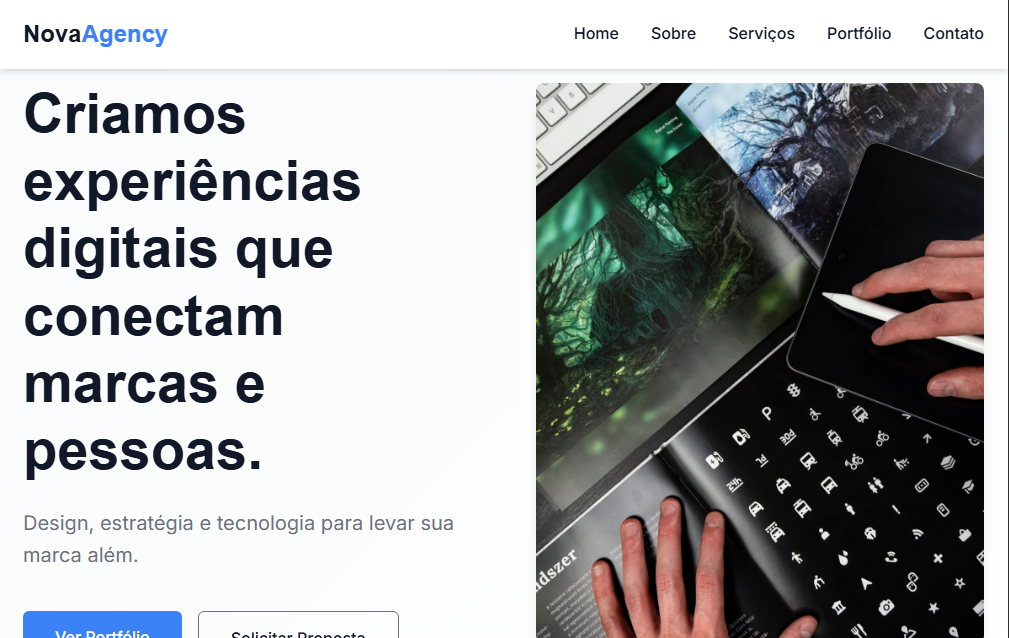 NovaAgency
Home Sobre Serviços Portfólio Contato
Criamos
experiências
digitais que
conectam
marcas e
pessoas.
Design, estratégia e tecnologia para levar sua
marca além.
Ver Portfólio Solicitar Proposta
24h
P